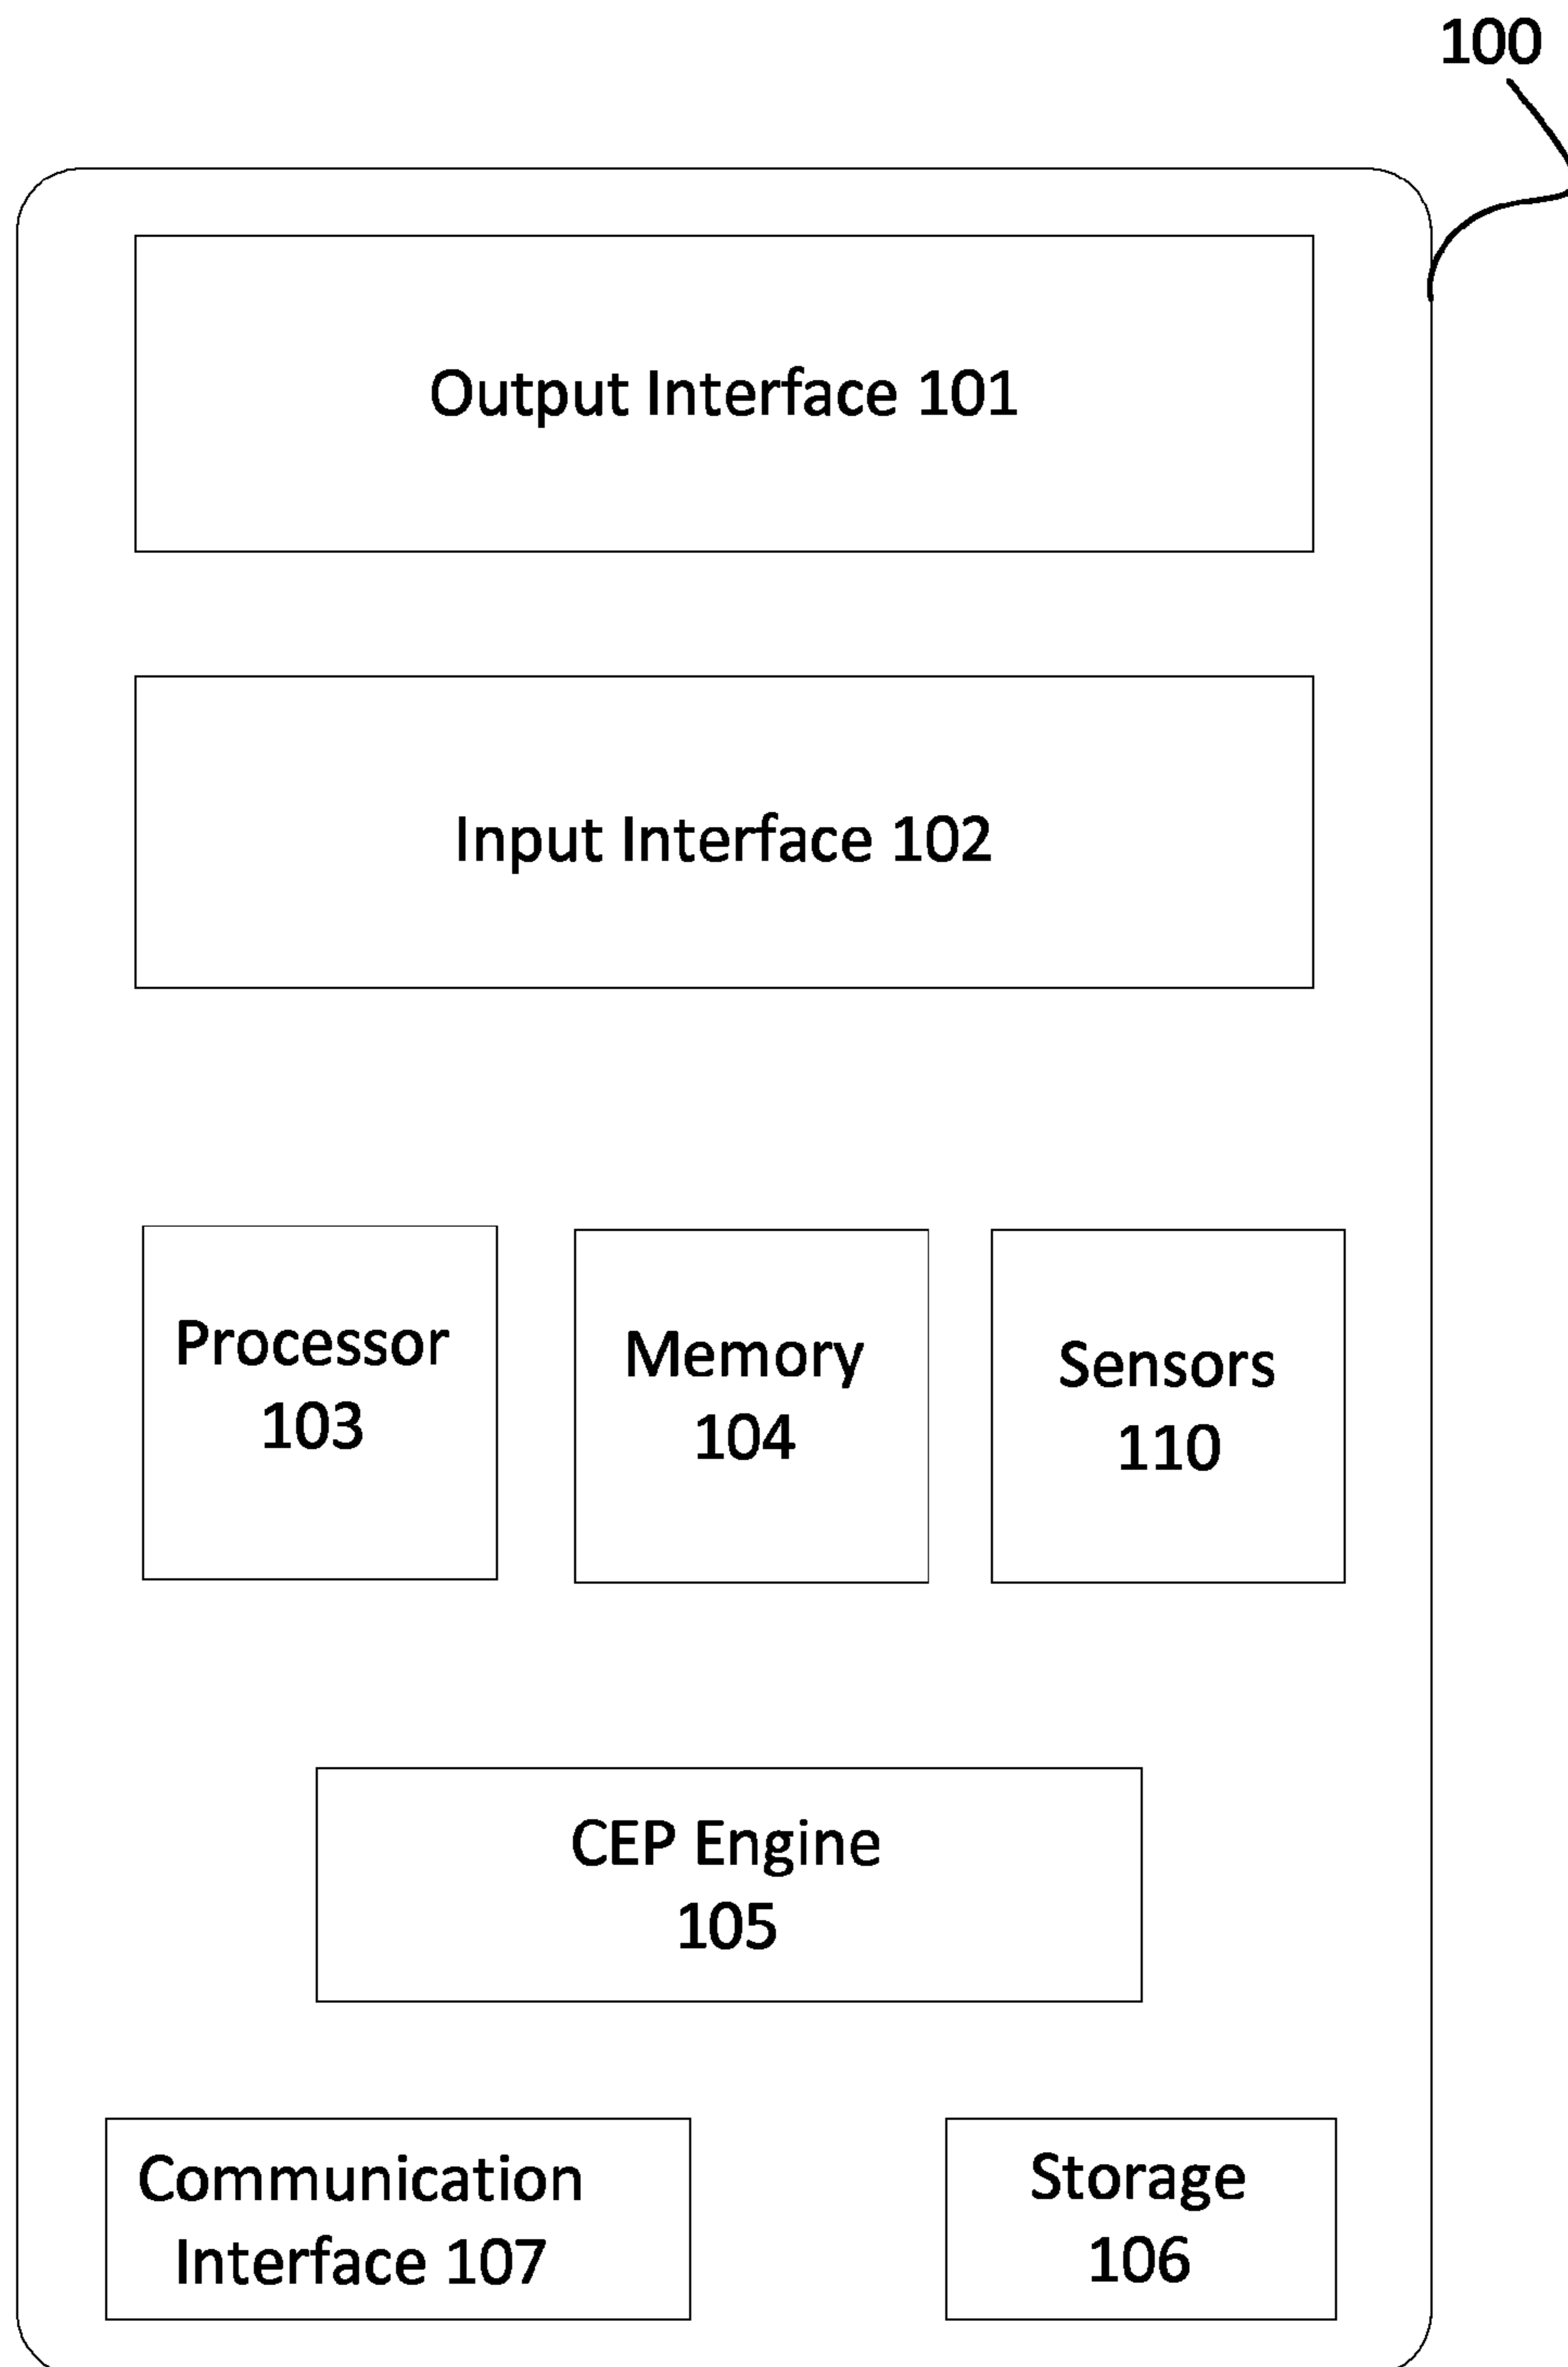 100
Output Interface 101
Input Interface 102
Processor
103
Memory
104
Sensors
110
CEP Engine
105
Communication
Interface 107
Storage
106